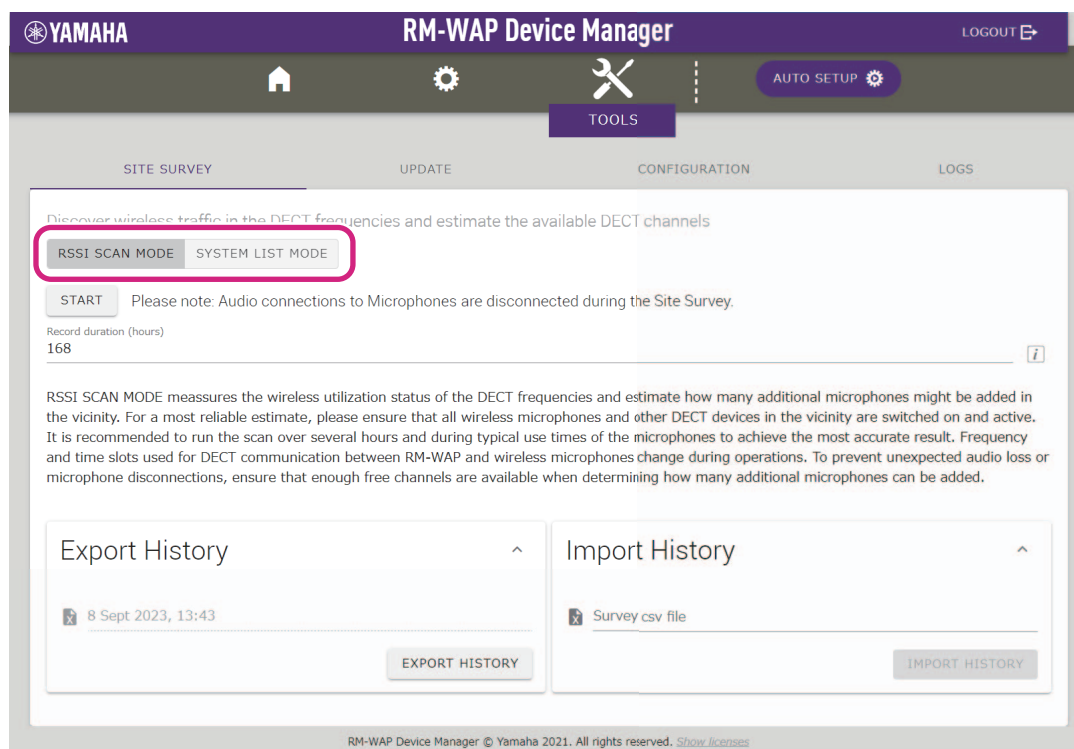 YAMAHA RM-WAP Device Manager LOGOUT
AUTO SETUP
TOOLS
SITE SURVEY UPDATE CONFIGURATION LOGS
Discover wireless traffic in the DECT frequencies and estimate the available DECT channels
RSSI SCAN MODE SYSTEM LIST MODE
START Please note: Audio connections to Microphones are disconnected during the Site Survey.
Record duration (hours)
168
i
RSSI SCAN MODE meassures the wireless utilization status of the DECT frequencies and estimate how many additional microphones might be added in
the vicinity. For a most reliable estimate, please ensure that all wireless microphones and other DECT devices in the vicinity are switched on and active.
It is recommended to run the scan over several hours and during typical use times of the microphones to achieve the most accurate result. Frequency
and time slots used for DECT communication between RM-WAP and wireless microphones change during operations. To prevent unexpected audio loss or
microphone disconnections, ensure that enough free channels are available when determining how many additional microphones can be added.
Export History Import History
8 Sept 2023, 13:43 Survey csv file
EXPORT HISTORY IMPORT HISTORY
RM-WAP Device Manager © Yamaha 2021. All rights reserved. Show licenses